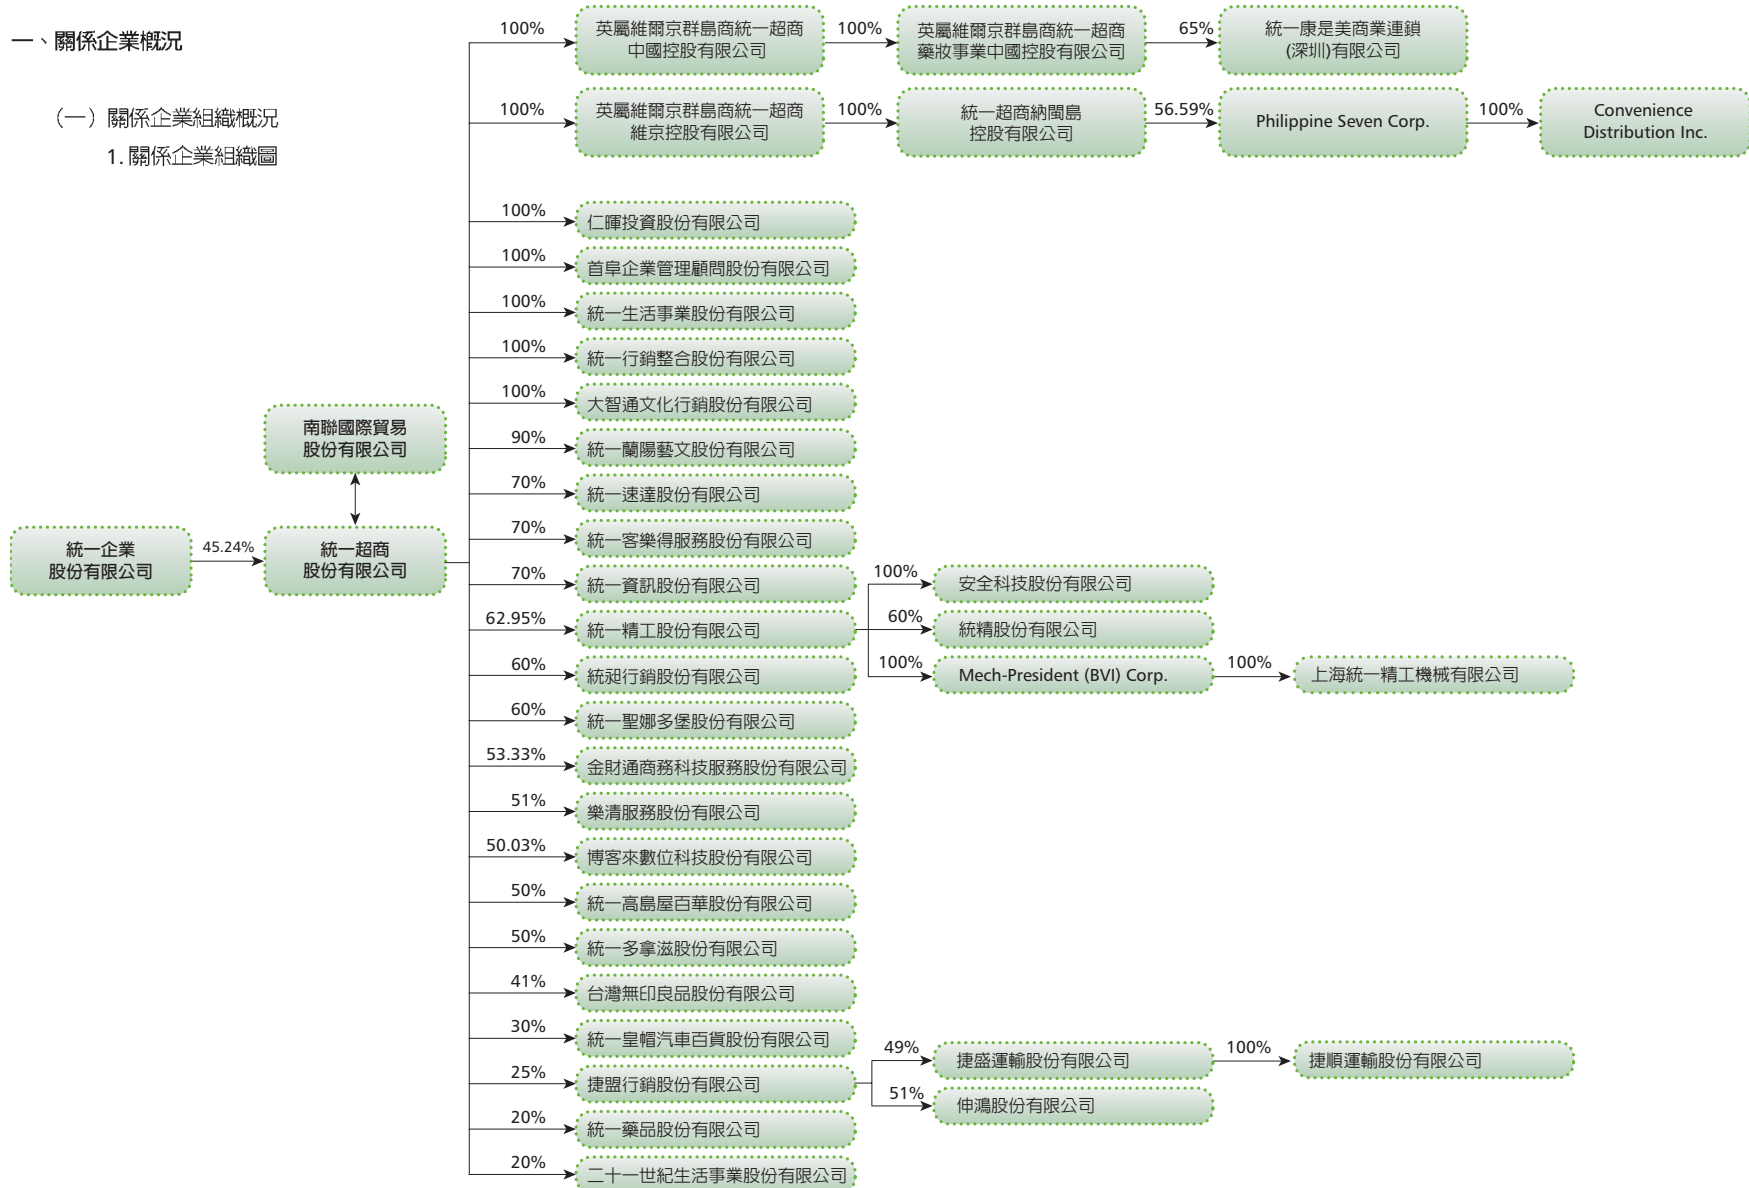 一、關係企業概況
（一）關係企業組織概況
1. 關係企業組織圖
統一企業
股份有限公司
45.24%
南聯國際貿易
股份有限公司
統一超商
股份有限公司
100%
英屬維爾京群島商統一超商
中國控股有限公司
100%
英屬維爾京群島商統一超商
藥妝事業中國控股有限公司
65%
統一康是美商業連鎖
(深圳)有限公司
100%
英屬維爾京群島商統一超商
維京控股有限公司
100%
統一超商納閩島
控股有限公司
56.59%
Philippine Seven Corp.
100%
Convenience
Distribution Inc.
100%
仁暉投資股份有限公司
100%
首阜企業管理顧問股份有限公司
100%
統一生活事業股份有限公司
100%
統一行銷整合股份有限公司
100%
大智通文化行銷股份有限公司
90%
統一蘭陽藝文股份有限公司
70%
統一速達股份有限公司
70%
統一客樂得服務股份有限公司
70%
統一資訊股份有限公司
62.95%
統一精工股份有限公司
100%
安全科技股份有限公司
60%
統精股份有限公司
100%
Mech-President (BVI) Corp.
100%
上海統一精工機械有限公司
60%
統昶行銷股份有限公司
60%
統一聖娜多堡股份有限公司
53.33%
金財通商務科技服務股份有限公司
51%
樂清服務股份有限公司
50.03%
博客來數位科技股份有限公司
50%
統一高島屋百華股份有限公司
50%
統一多拿滋股份有限公司
41%
台灣無印良品股份有限公司
30%
統一皇帽汽車百貨股份有限公司
25%
捷盟行銷股份有限公司
49%
捷盛運輸股份有限公司
100%
捷順運輸股份有限公司
51%
伸鴻股份有限公司
20%
統一藥品股份有限公司
20%
二十一世紀生活事業股份有限公司